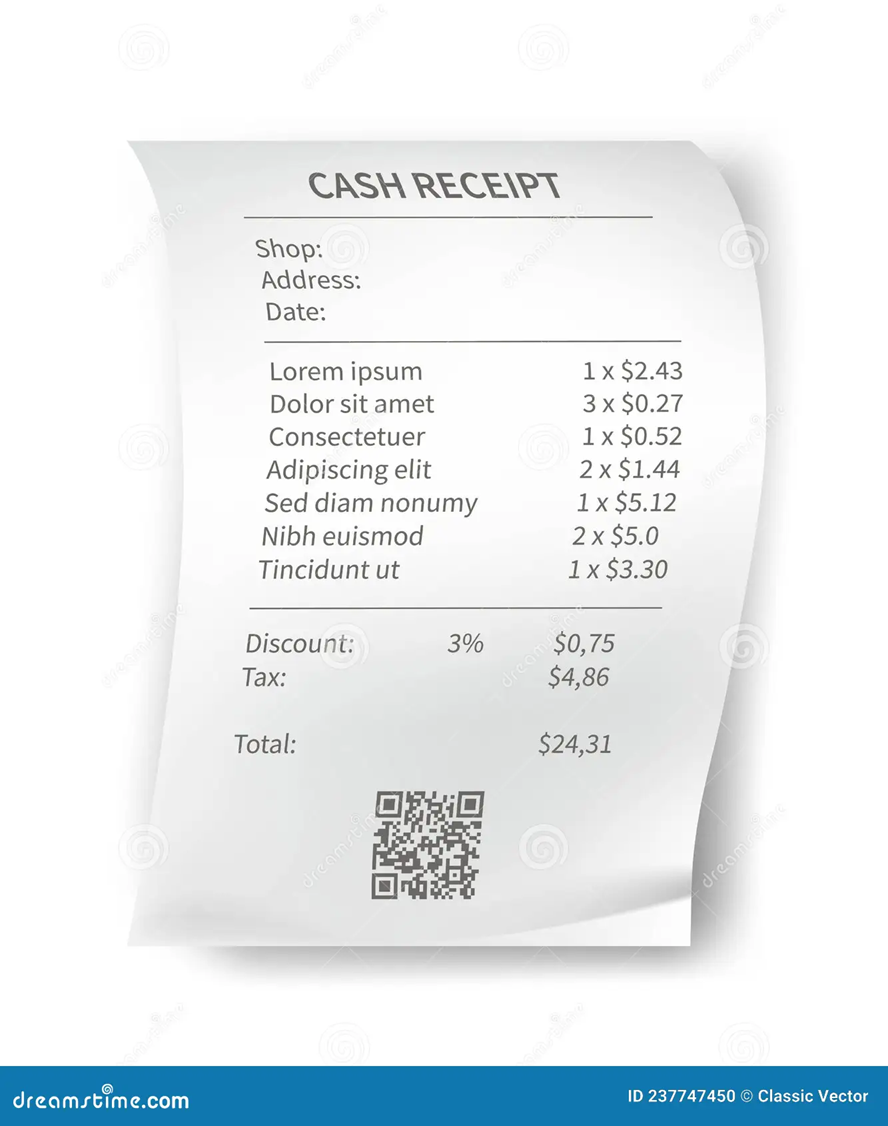 CASH RECEIPT
Shop:
Address:
Date:
Lorem ipsum 1 x $2.43
Dolor sit amet 3 x $0.27
Consectetuer 1 x $0.52
Adipiscing elit 2 x $1.44
Sed diam nonumy 1 x $5.12
Nibh euismod 2 x $5.0
Tincidunt ut 1 x $3.30
Discount: 3% $0,75
Tax: $4,86
Total: $24,31
dreamstime.com ID 237747450 © Classic Vector